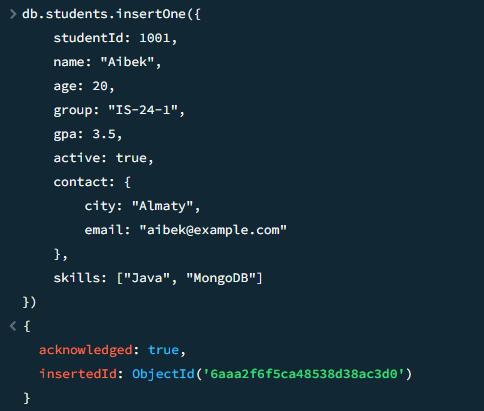 > db.students.insertOne({
studentId: 1001,
name: "Aibek",
age: 20,
group: "IS-24-1",
gpa: 3.5,
active: true,
contact: {
city: "Almaty",
email: "aibek@example.com"
},
skills: ["Java", "MongoDB"]
})
< {
acknowledged: true,
insertedId: ObjectId('6aaa2f6f5ca48538d38ac3d0')
}